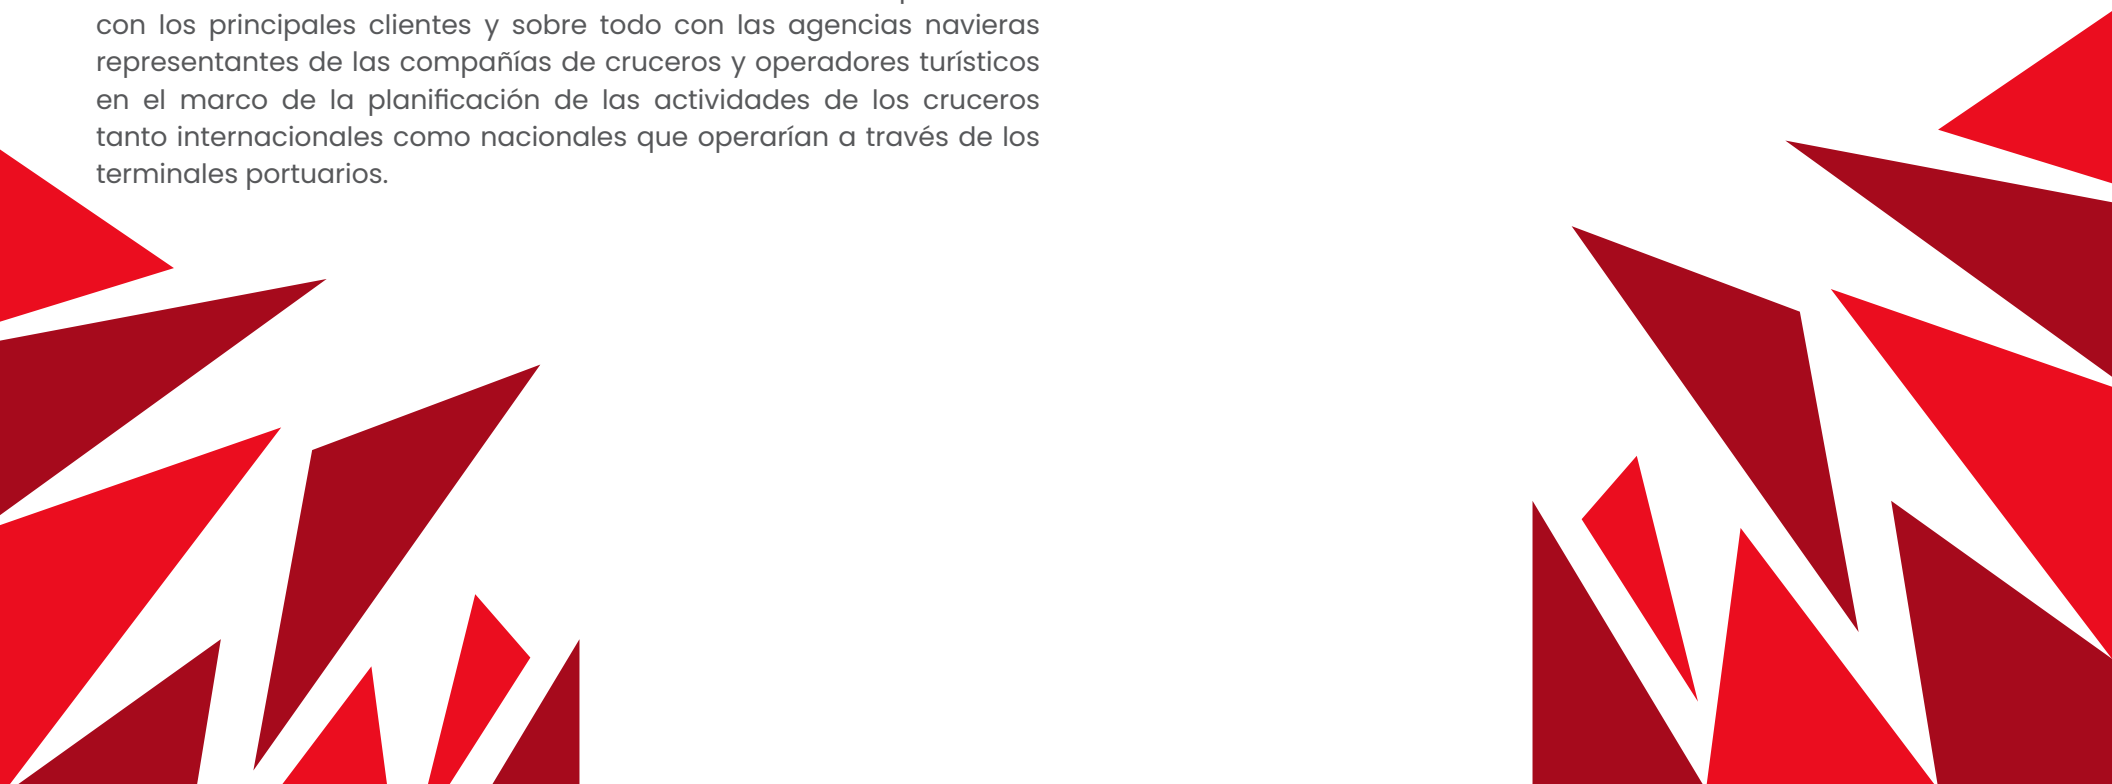 con los principales clientes y sobre todo con las agencias navieras
representantes de las compañías de cruceros y operadores turísticos
en el marco de la planificación de las actividades de los cruceros
tanto internacionales como nacionales que operarían a través de los
terminales portuarios.